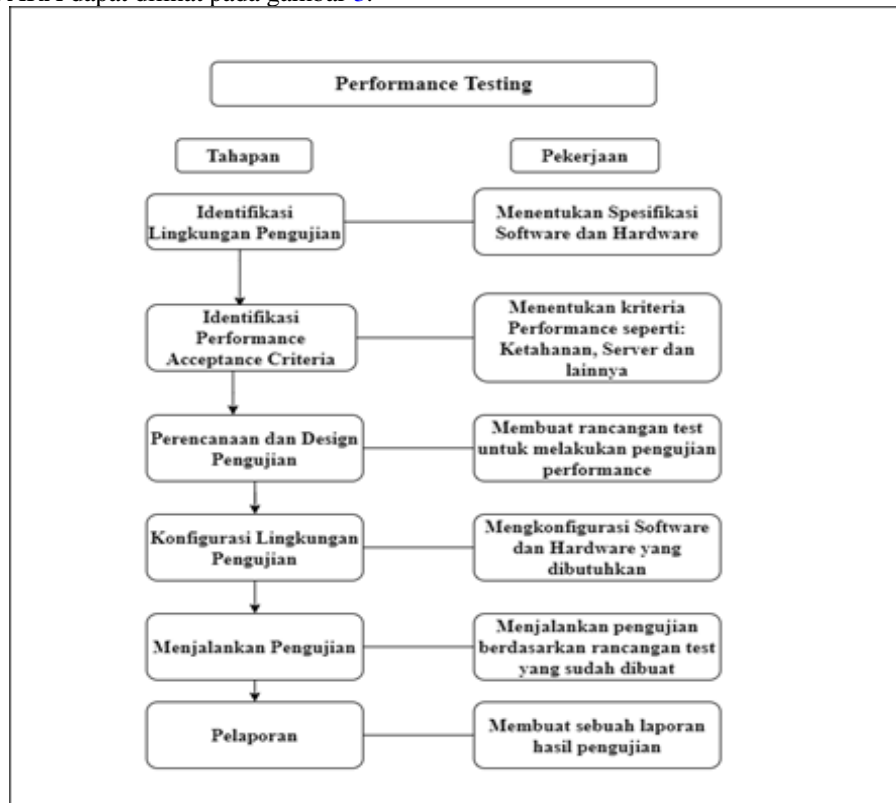 dapat dilihat pada gambar 3.
Performance Testing
Tahapan
Pekerjaan
Identifikasi
Lingkungan Pengujian
Menentukan Spesifikasi
Software dan Hardware
Identifikasi
Performance
Acceptance Criteria
Menentukan kriteria
Performance seperti:
Ketahanan, Server dan
lainnya
Perencanaan dan Design
Pengujian
Membuat rancangan test
untuk melakukan pengujian
performance
Konfigurasi Lingkungan
Pengujian
Mengkonfigurasi Software
dan Hardware yang
dibutuhkan
Menjalankan Pengujian
Menjalankan pengujian
berdasarkan rancangan test
yang sudah dibuat
Pelaporan
Membuat sebuah laporan
hasil pengujian